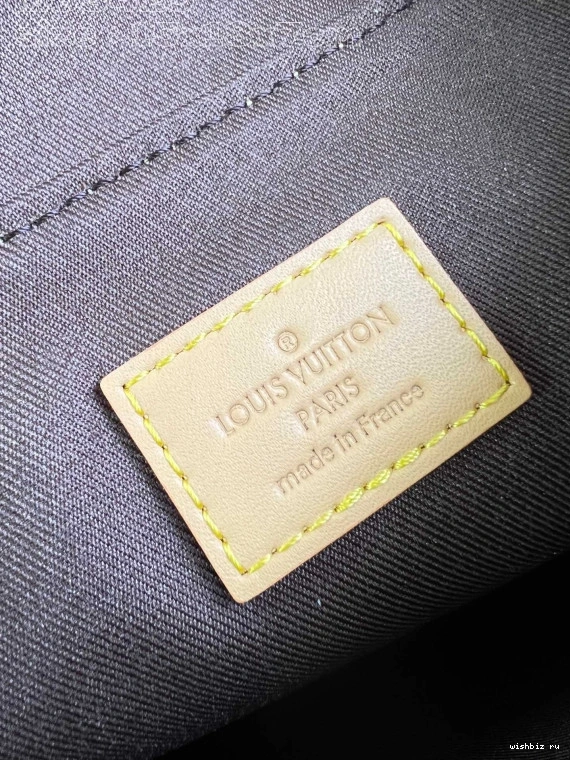 ®
LOUIS VUITTON
PARIS
made in France
wishbiz ru